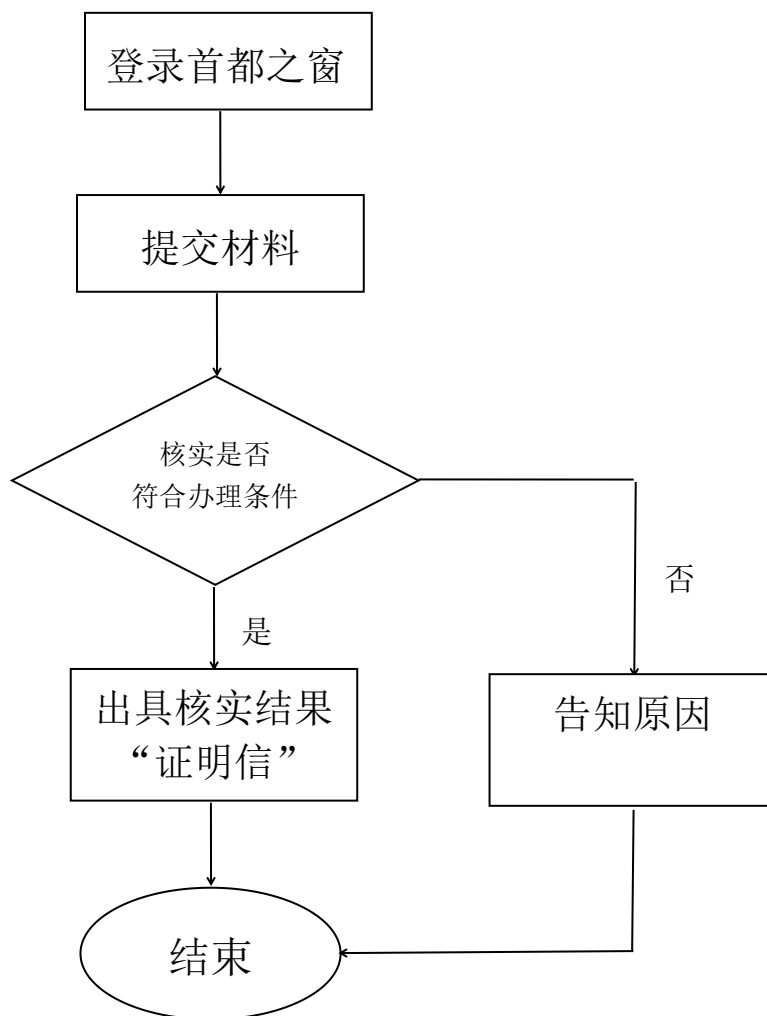 登录首都之窗
提交材料
核实是否
符合办理条件
否
是
出具核实结果
“证明信”
告知原因
结束